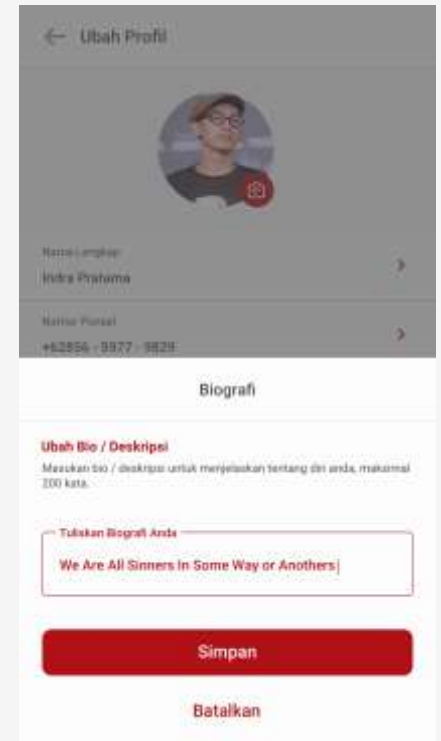 Ubah Profil
Nama Lengkap
Indra Pratama
Nomor Ponsel
+62856 - 9977 - 9829
Biografi
Ubah Bio / Deskripsi
Masukan bio / deskripsi untuk menjelaskan tentang diri anda, maksimal
200 kata.
Tuliskan Biografi Anda
We Are All Sinners In Some Way or Anothers
Simpan
Batalkan